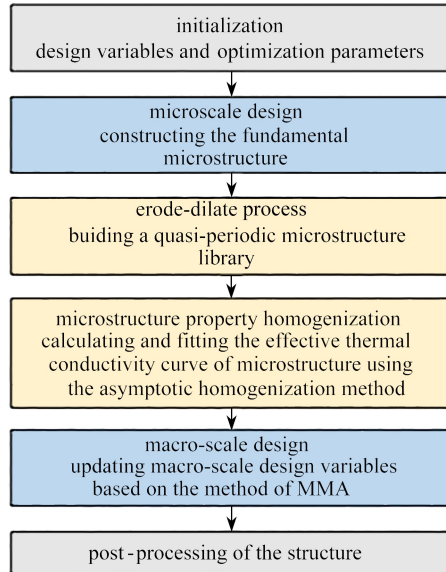 initialization
design variables and optimization parameters
microscale design
constructing the fundamental
microstructure
erode-dilate process
buiding a quasi-periodic microstructure
library
microstructure property homogenization
calculating and fitting the effective thermal
conductivity curve of microstructure using
the asymptotic homogenization method
macro-scale design
updating macro-scale design variables
based on the method of MMA
post-processing of the structure